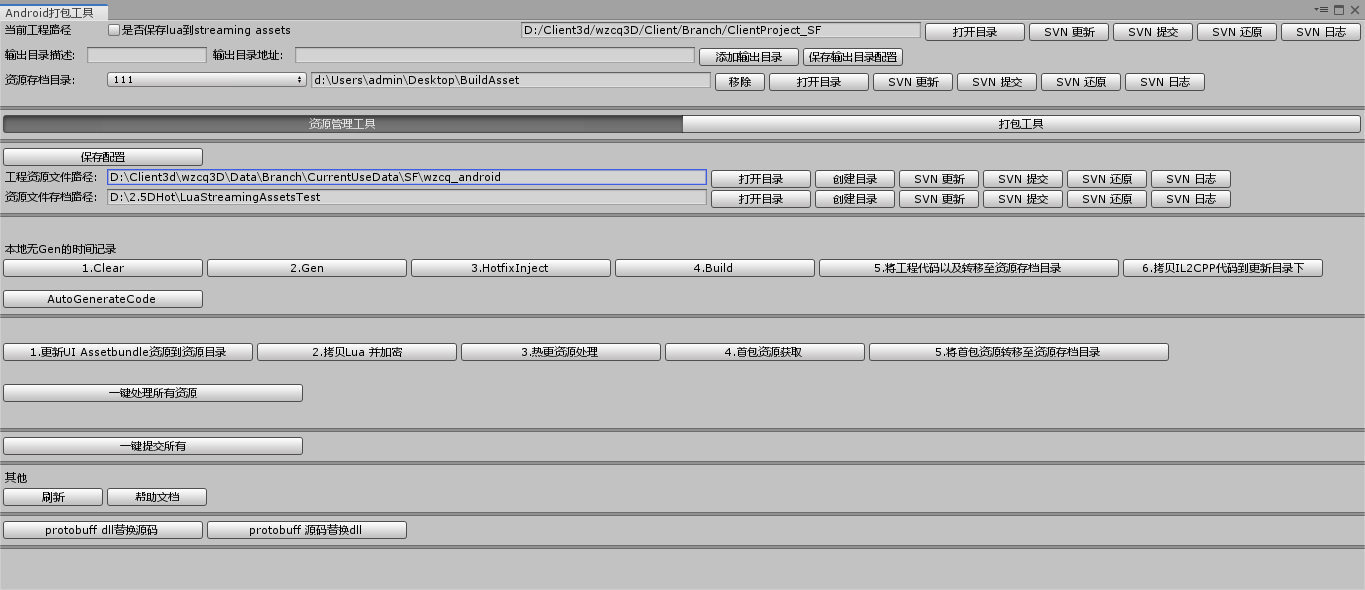 Android打包工具
当前工程路径 是否保存lua到streaming assets D:/Client3d/wzcq3D/Client/Branch/ClientProject_SF 打开目录 SVN 更新 SVN 提交 SVN 还原 SVN 日志
输出目录描述: 输出目录地址: 添加输出目录 保存输出目录配置
资源存档目录: 111 d:\Users\admin\Desktop\BuildAsset 移除 打开目录 SVN 更新 SVN 提交 SVN 还原 SVN 日志
资源管理工具 打包工具
保存配置
工程资源文件路径: D:\Client3d\wzcq3D\Data\Branch\CurrentUseData\SF\wzcq_android 打开目录 创建目录 SVN 更新 SVN 提交 SVN 还原 SVN 日志
资源文件存档路径: D:\2.5DHot\LuaStreamingAssetsTest 打开目录 创建目录 SVN 更新 SVN 提交 SVN 还原 SVN 日志
本地无Gen的时间记录
1.Clear 2.Gen 3.HotfixInject 4.Build 5.将工程代码以及转移至资源存档目录 6.拷贝IL2CPP代码到更新目录下
AutoGenerateCode
1.更新UI Assetbundle资源到资源目录 2.拷贝Lua 并加密 3.热更资源处理 4.首包资源获取 5.将首包资源转移至资源存档目录
一键处理所有资源
一键提交所有
其他
刷新 帮助文档
protobuff dll替换源码 protobuff 源码替换dll